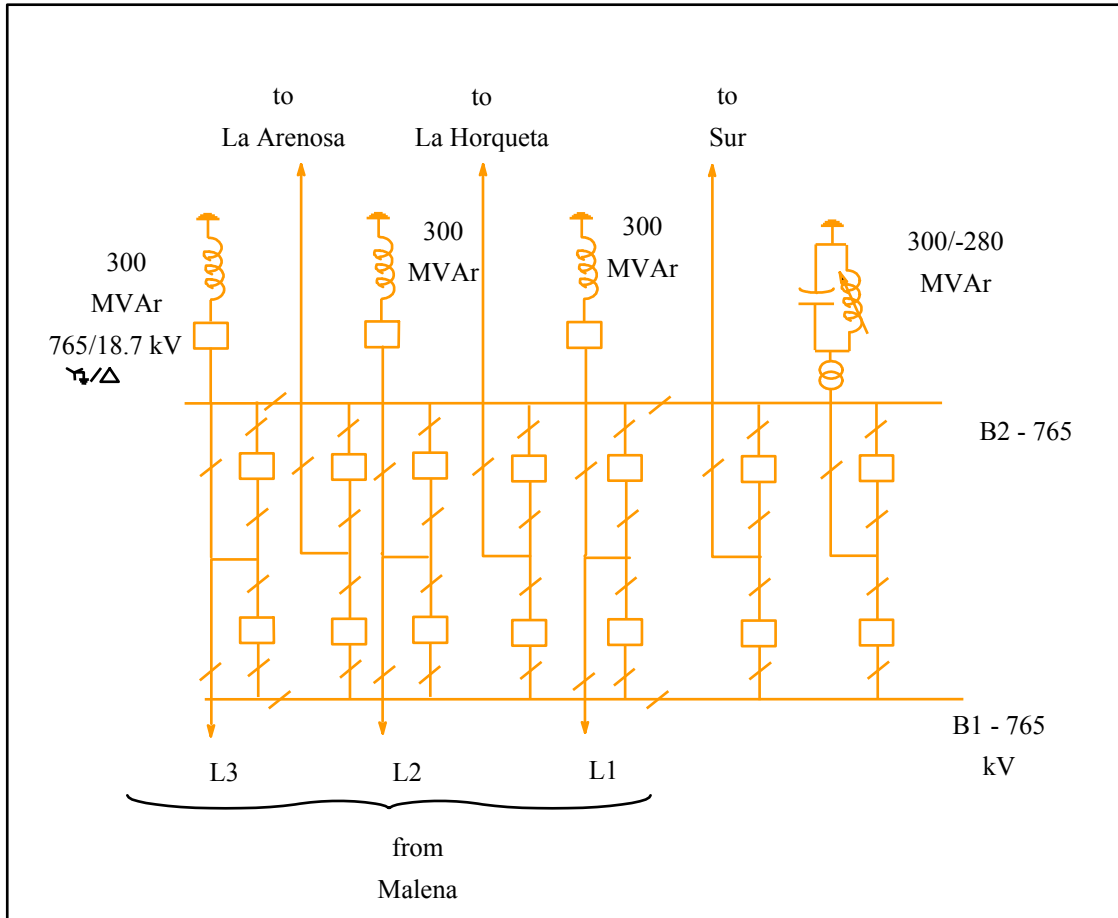 to
La Arenosa
to
La Horqueta
to
Sur
300
MVAr
765/18.7 kV
300
MVAr
300
MVAr
300/-280
MVAr
B2 - 765
B1 - 765
kV
L3
L2
L1
from
Malena